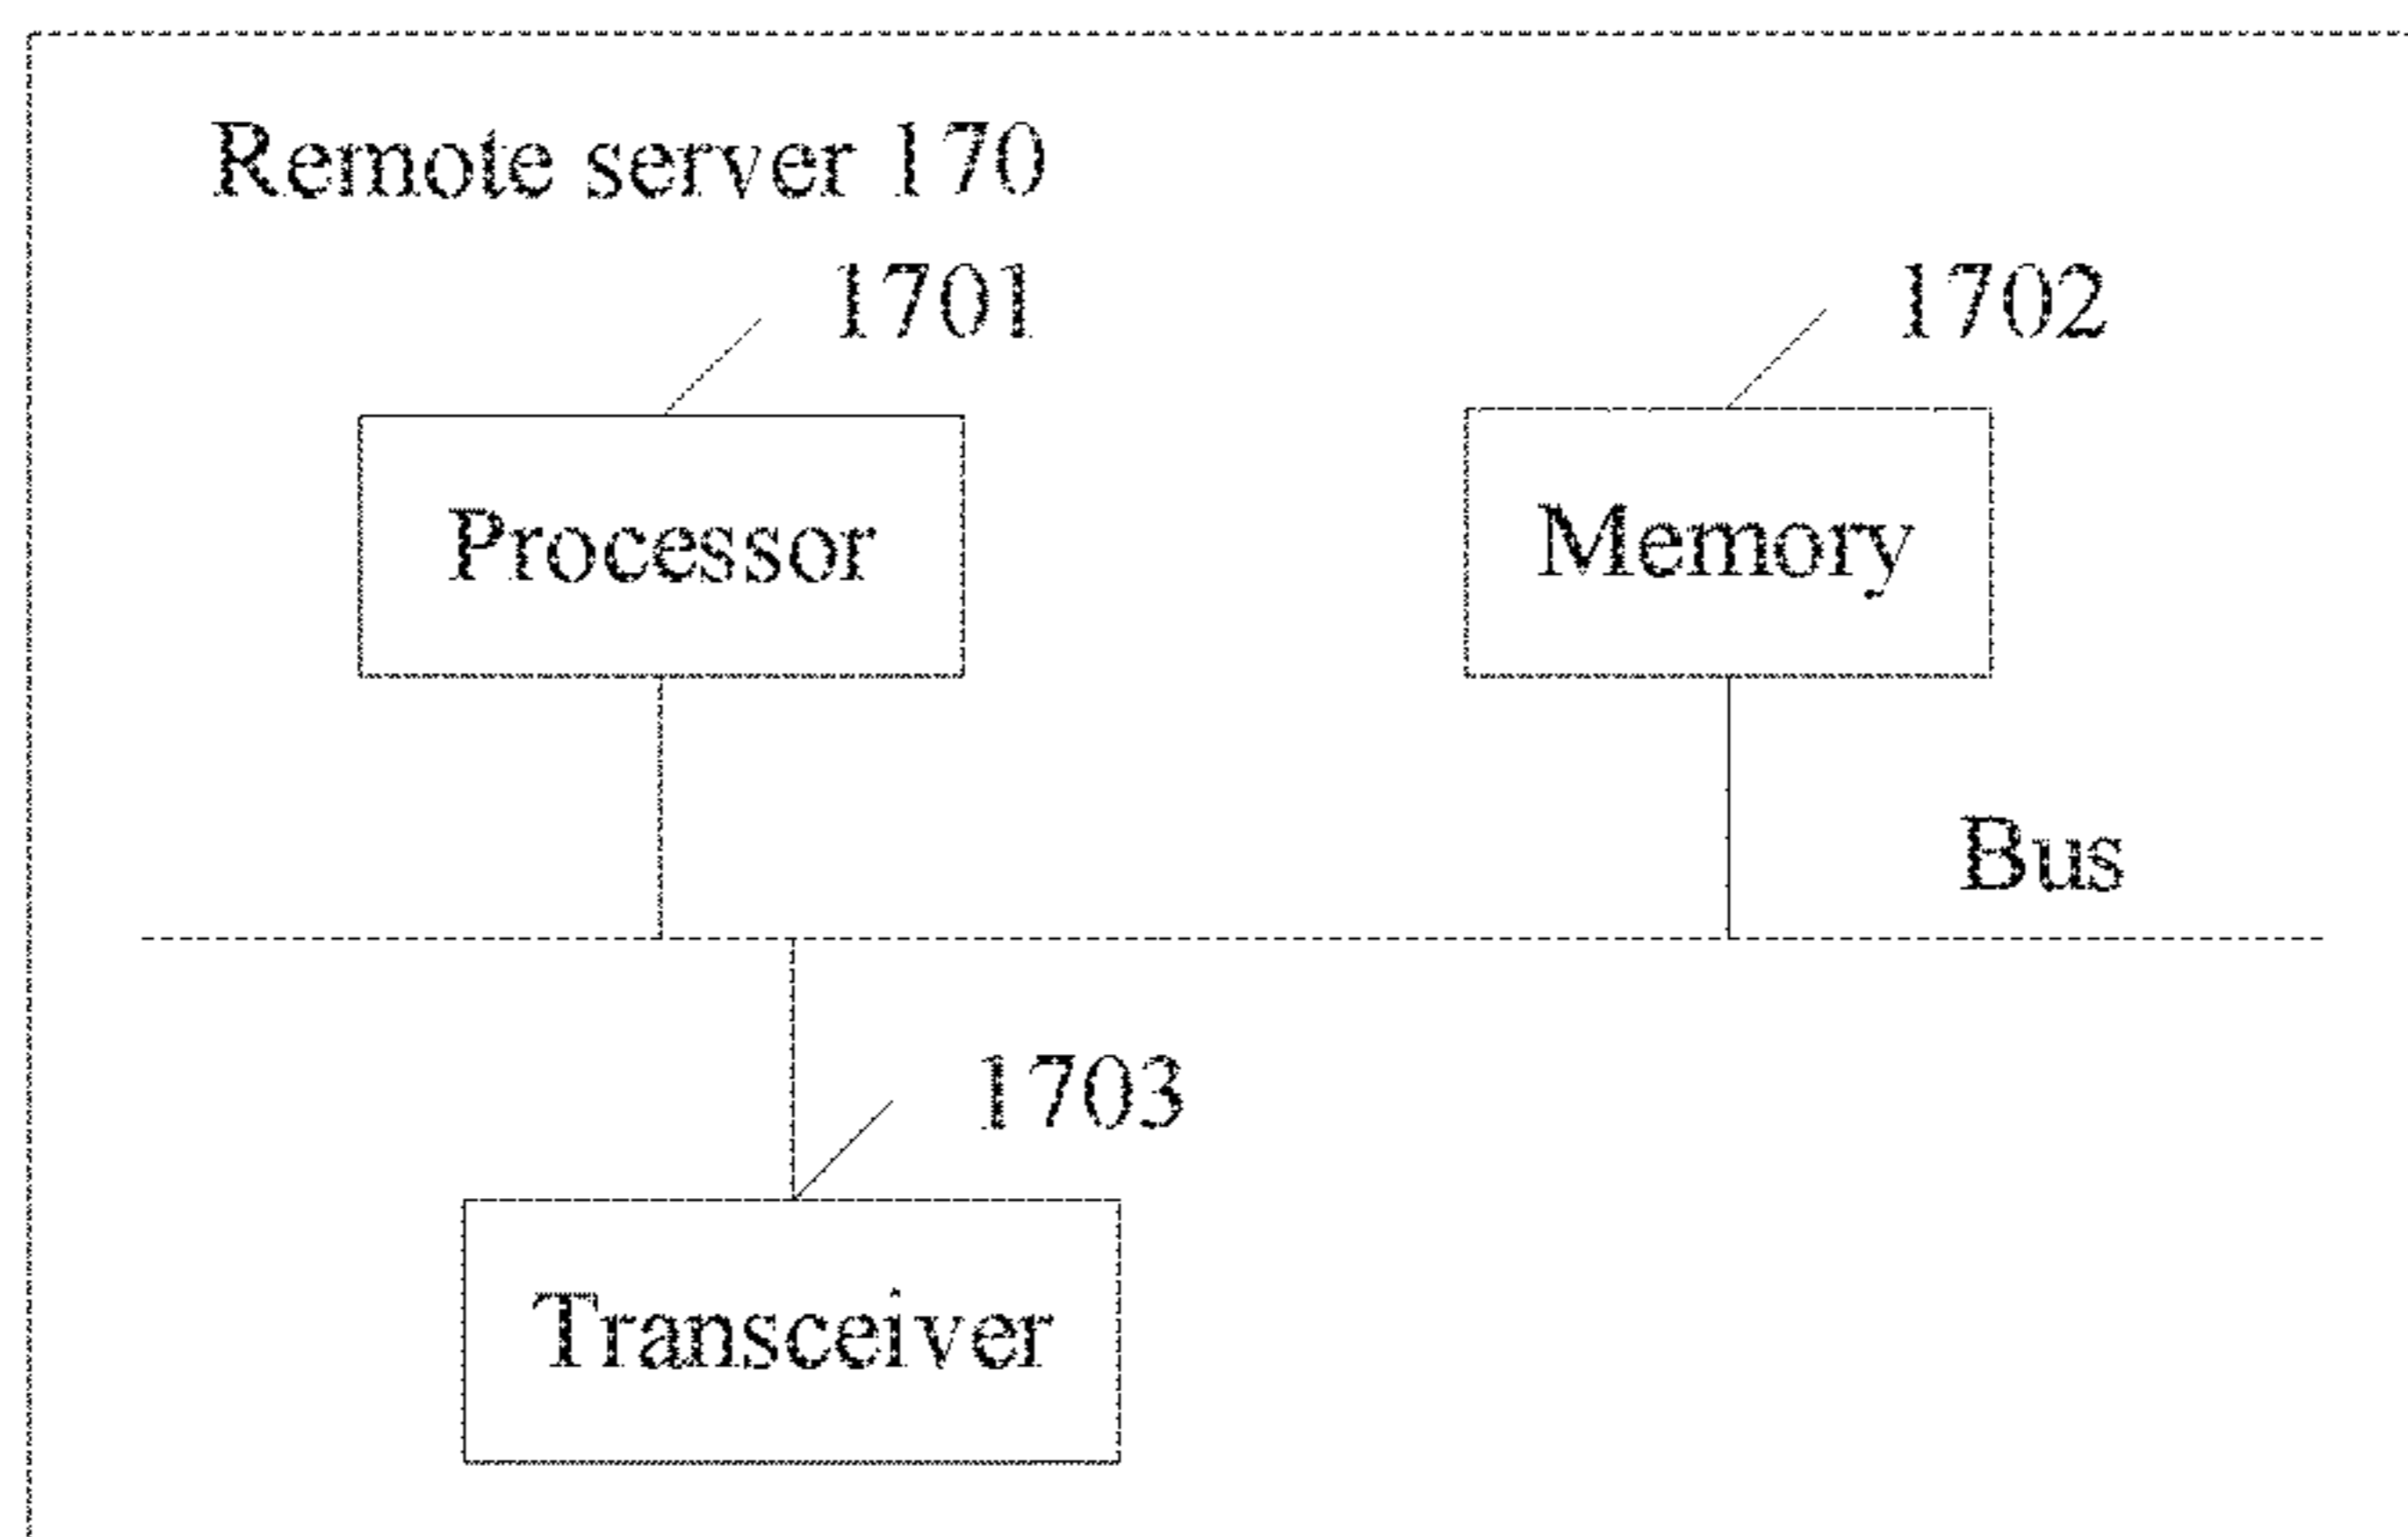 Remote server 170
1701
1702
Processor
Memory
Bus
1703
Transceiver